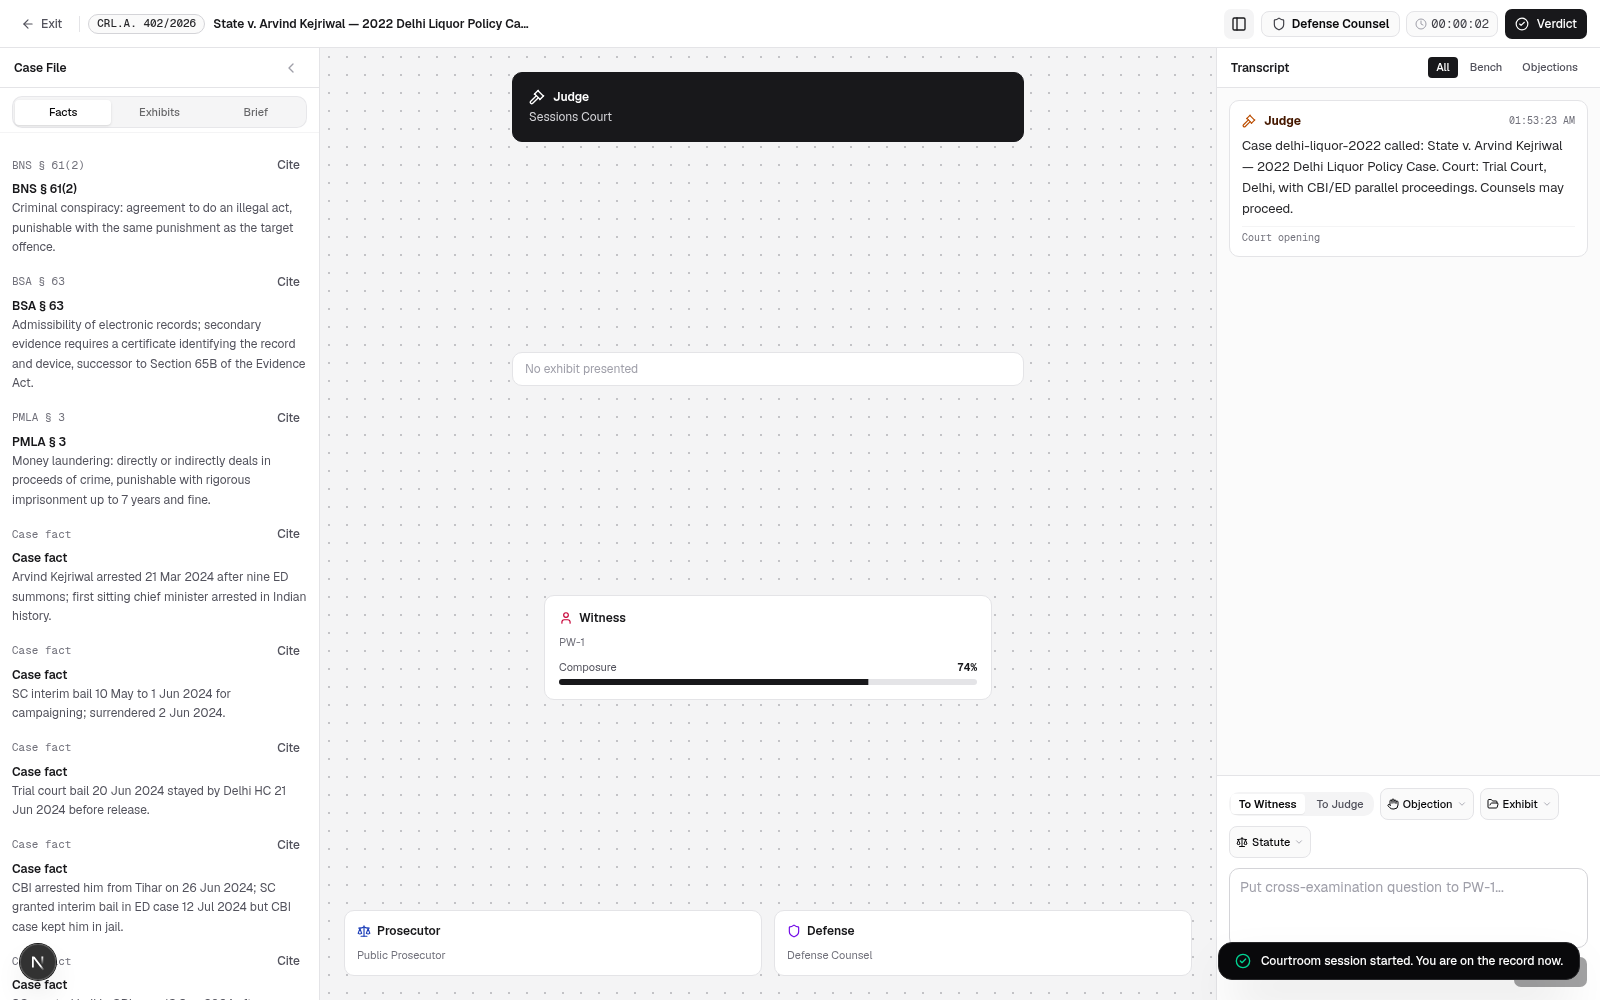 Exit
CRL.A. 402/2026
State v. Arvind Kejriwal — 2022 Delhi Liquor Policy Ca...
Defense Counsel
00:00:02
Verdict
Case File
Facts
Exhibits
Brief
BNS § 61(2)
Cite
BNS § 61(2)
Criminal conspiracy: agreement to do an illegal act,
punishable with the same punishment as the target
offence.
BSA § 63
Cite
BSA § 63
Admissibility of electronic records; secondary
evidence requires a certificate identifying the record
and device, successor to Section 65B of the Evidence
Act.
PMLA § 3
Cite
PMLA § 3
Money laundering: directly or indirectly deals in
proceeds of crime, punishable with rigorous
imprisonment up to 7 years and fine.
Case fact
Cite
Case fact
Arvind Kejriwal arrested 21 Mar 2024 after nine ED
summons; first sitting chief minister arrested in Indian
history.
Case fact
Cite
Case fact
SC interim bail 10 May to 1 Jun 2024 for
campaigning; surrendered 2 Jun 2024.
Case fact
Cite
Case fact
Trial court bail 20 Jun 2024 stayed by Delhi HC 21
Jun 2024 before release.
Case fact
Cite
Case fact
CBI arrested him from Tihar on 26 Jun 2024; SC
granted interim bail in ED case 12 Jul 2024 but CBI
case kept him in jail.
Cite
Case fact
N
Judge
Sessions Court
No exhibit presented
Witness
PW-1
Composure
74%
Prosecutor
Public Prosecutor
Defense
Defense Counsel
Transcript
All
Bench
Objections
Judge
01:53:23 AM
Case delhi-liquor-2022 called: State v. Arvind Kejriwal
— 2022 Delhi Liquor Policy Case. Court: Trial Court,
Delhi, with CBI/ED parallel proceedings. Counsels may
proceed.
Court opening
To Witness
To Judge
Objection
Exhibit
Statute
Put cross-examination question to PW-1...
Courtroom session started. You are on the record now.